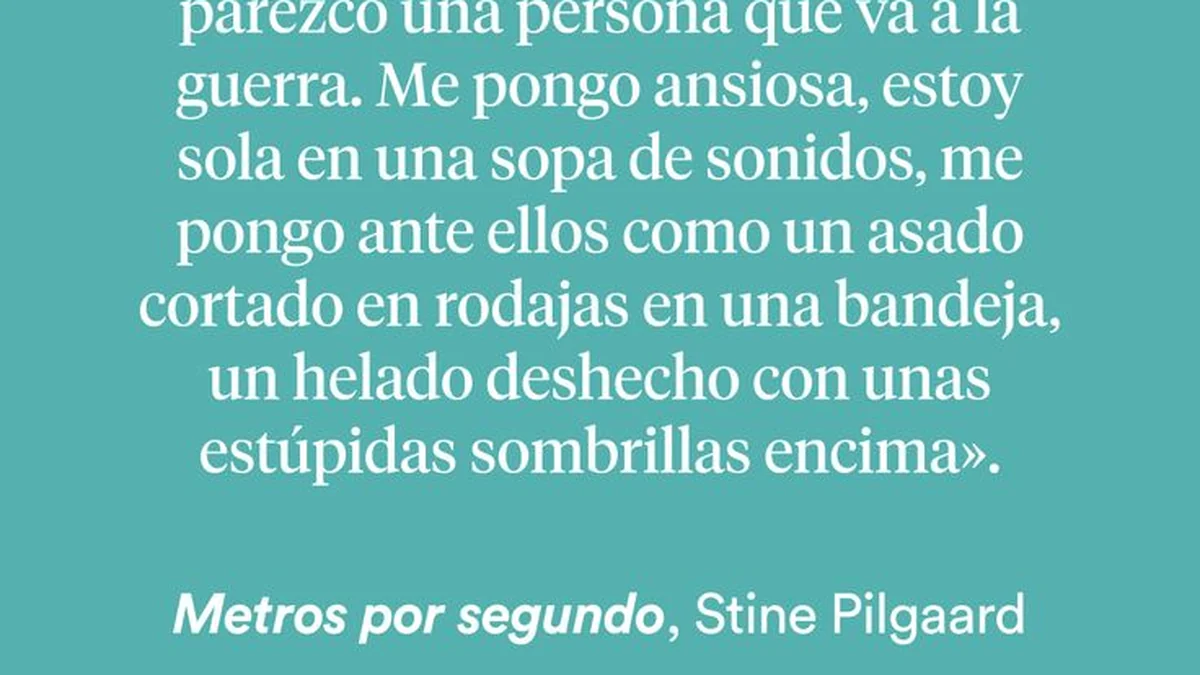 parezco una persona que va a la
guerra. Me pongo ansiosa, estoy
sola en una sopa de sonidos, me
pongo ante ellos como un asado
cortado en rodajas en una bandeja,
un helado deshecho con unas
estúpidas sombrillas encima».
Metros por segundo, Stine Pilgaard